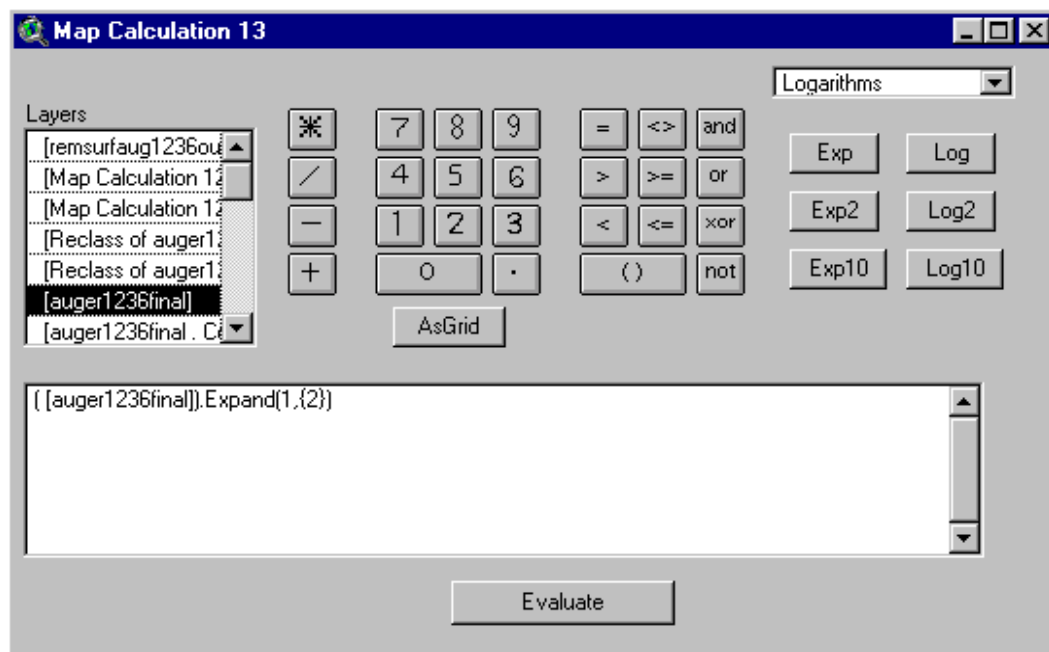 Map Calculation 13
Logarithms
Layers
[remsurfaug1236ou
[Map Calculation 12
[Map Calculation 12
[Reclass of auger1
[Reclass of auger1
[auger1236final]
[auger1236final . C
* 7 8 9 = <> and
/ 4 5 6 > >= or
- 1 2 3 < <= xor
+ 0 . () not
AsGrid
Exp Log
Exp2 Log2
Exp10 Log10
( [auger1236final]).Expand(1,{2})
Evaluate